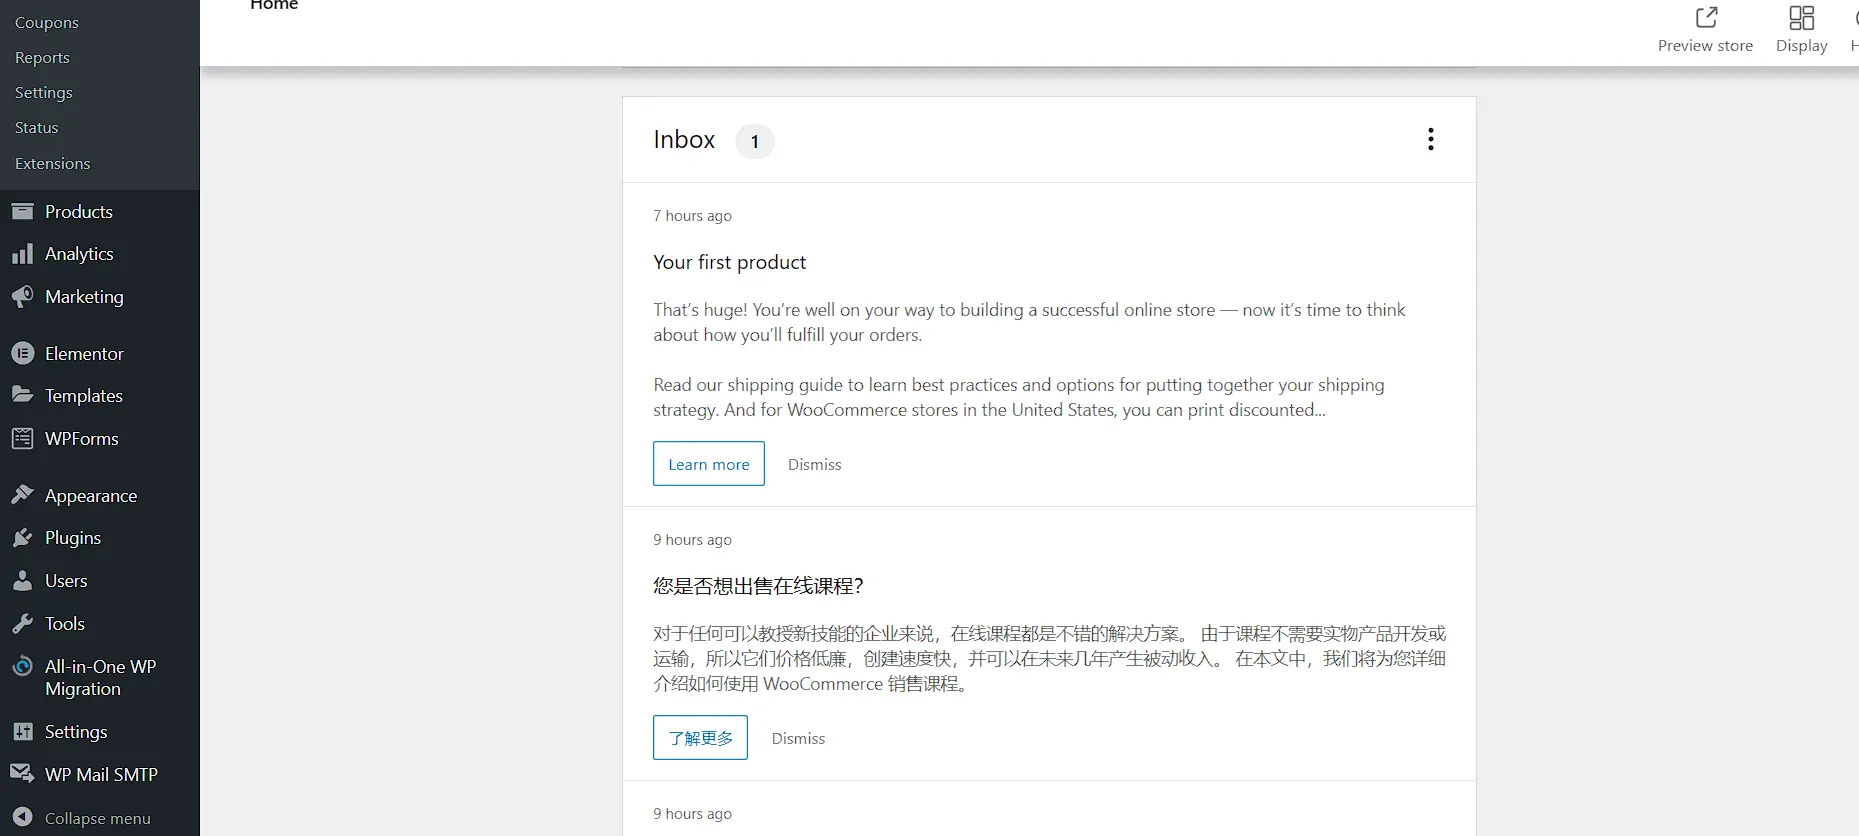 Coupons
Reports
Settings
Status
Extensions
Products
Analytics
Marketing
Elementor
Templates
WPForms
Appearance
Plugins
Users
Tools
All-in-One WP
Migration
Settings
WP Mail SMTP
Collapse menu
Home
Preview store
Display
Inbox 1
7 hours ago
Your first product
That’s huge! You’re well on your way to building a successful online store — now it’s time to think
about how you’ll fulfill your orders.
Read our shipping guide to learn best practices and options for putting together your shipping
strategy. And for WooCommerce stores in the United States, you can print discounted...
Learn more Dismiss
9 hours ago
您是否想出售在线课程?
对于任何可以教授新技能的企业来说，在线课程都是不错的解决方案。 由于课程不需要实物产品开发或
运输，所以它们价格低廉，创建速度快，并可以在未来几年产生被动收入。 在本文中，我们将为您详细
介绍如何使用 WooCommerce 销售课程。
了解更多 Dismiss
9 hours ago